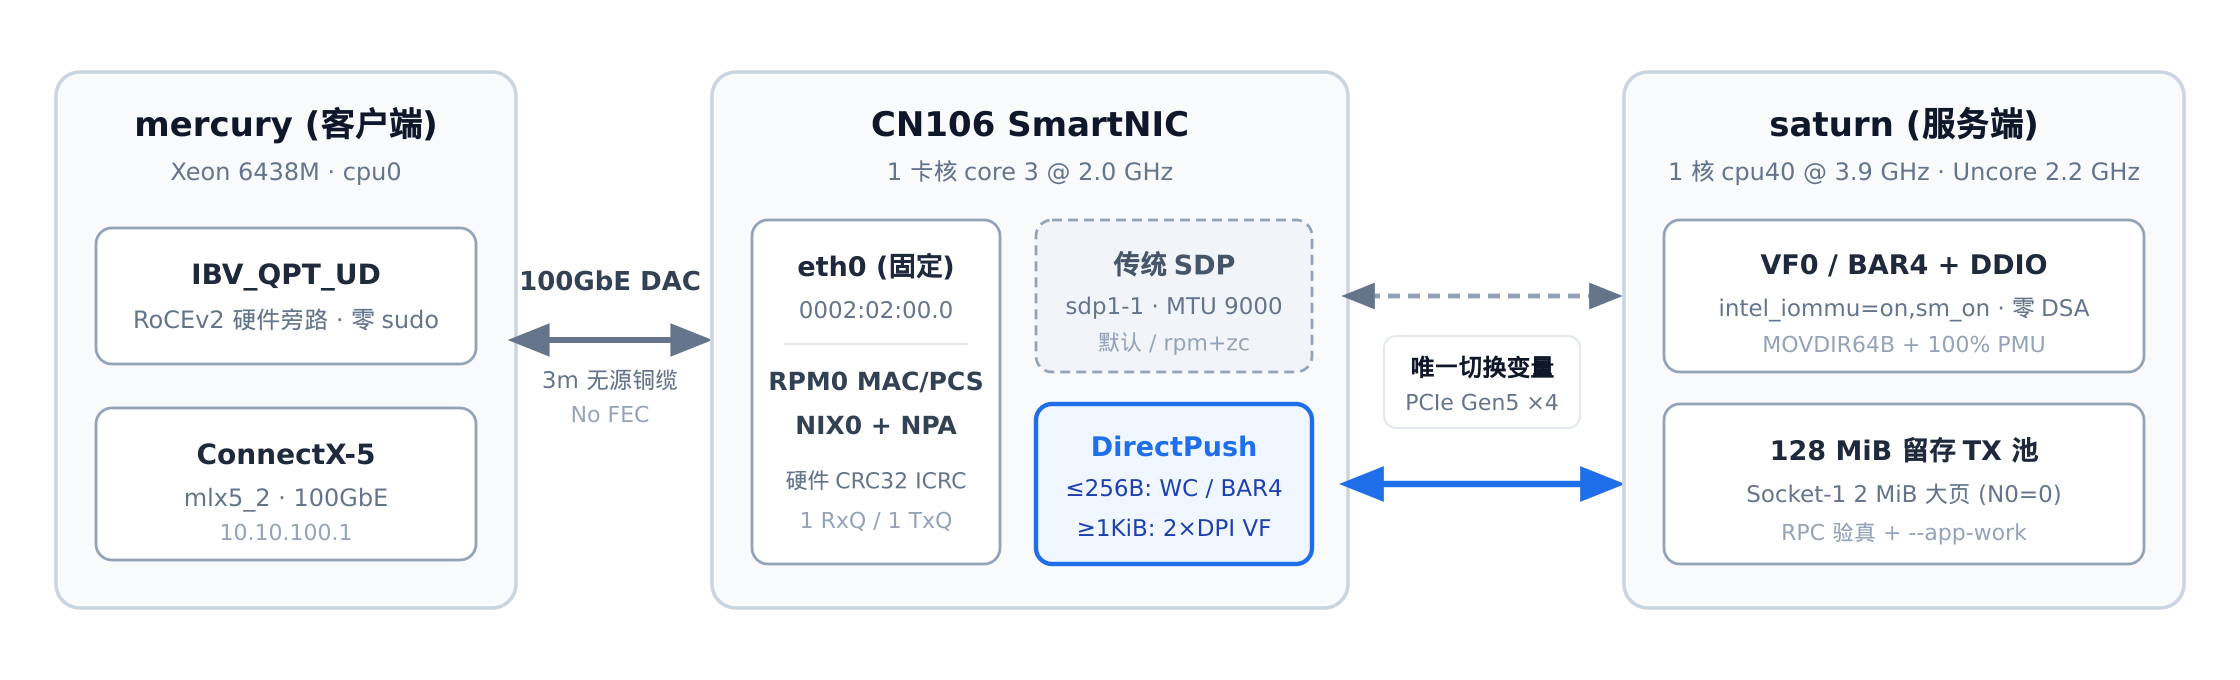 mercury (客户端)
Xeon 6438M · cpu0
IBV_QPT_UD
RoCEv2 硬件旁路 · 零 sudo
ConnectX-5
mlx5_2 · 100GbE
10.10.100.1
100GbE DAC
3m 无源铜缆
No FEC
CN106 SmartNIC
1 卡核 core 3 @ 2.0 GHz
eth0 (固定)
0002:02:00.0
RPM0 MAC/PCS
NIX0 + NPA
硬件 CRC32 ICRC
1 RxQ / 1 TxQ
传统 SDP
sdp1-1 · MTU 9000
默认 / rpm+zc
DirectPush
≤256B: WC / BAR4
≥1KiB: 2×DPI VF
唯一切换变量
PCIe Gen5 ×4
saturn (服务端)
1 核 cpu40 @ 3.9 GHz · Uncore 2.2 GHz
VF0 / BAR4 + DDIO
intel_iommu=on,sm_on · 零 DSA
MOVDIR64B + 100% PMU
128 MiB 留存 TX 池
Socket-1 2 MiB 大页 (N0=0)
RPC 验真 + --app-work